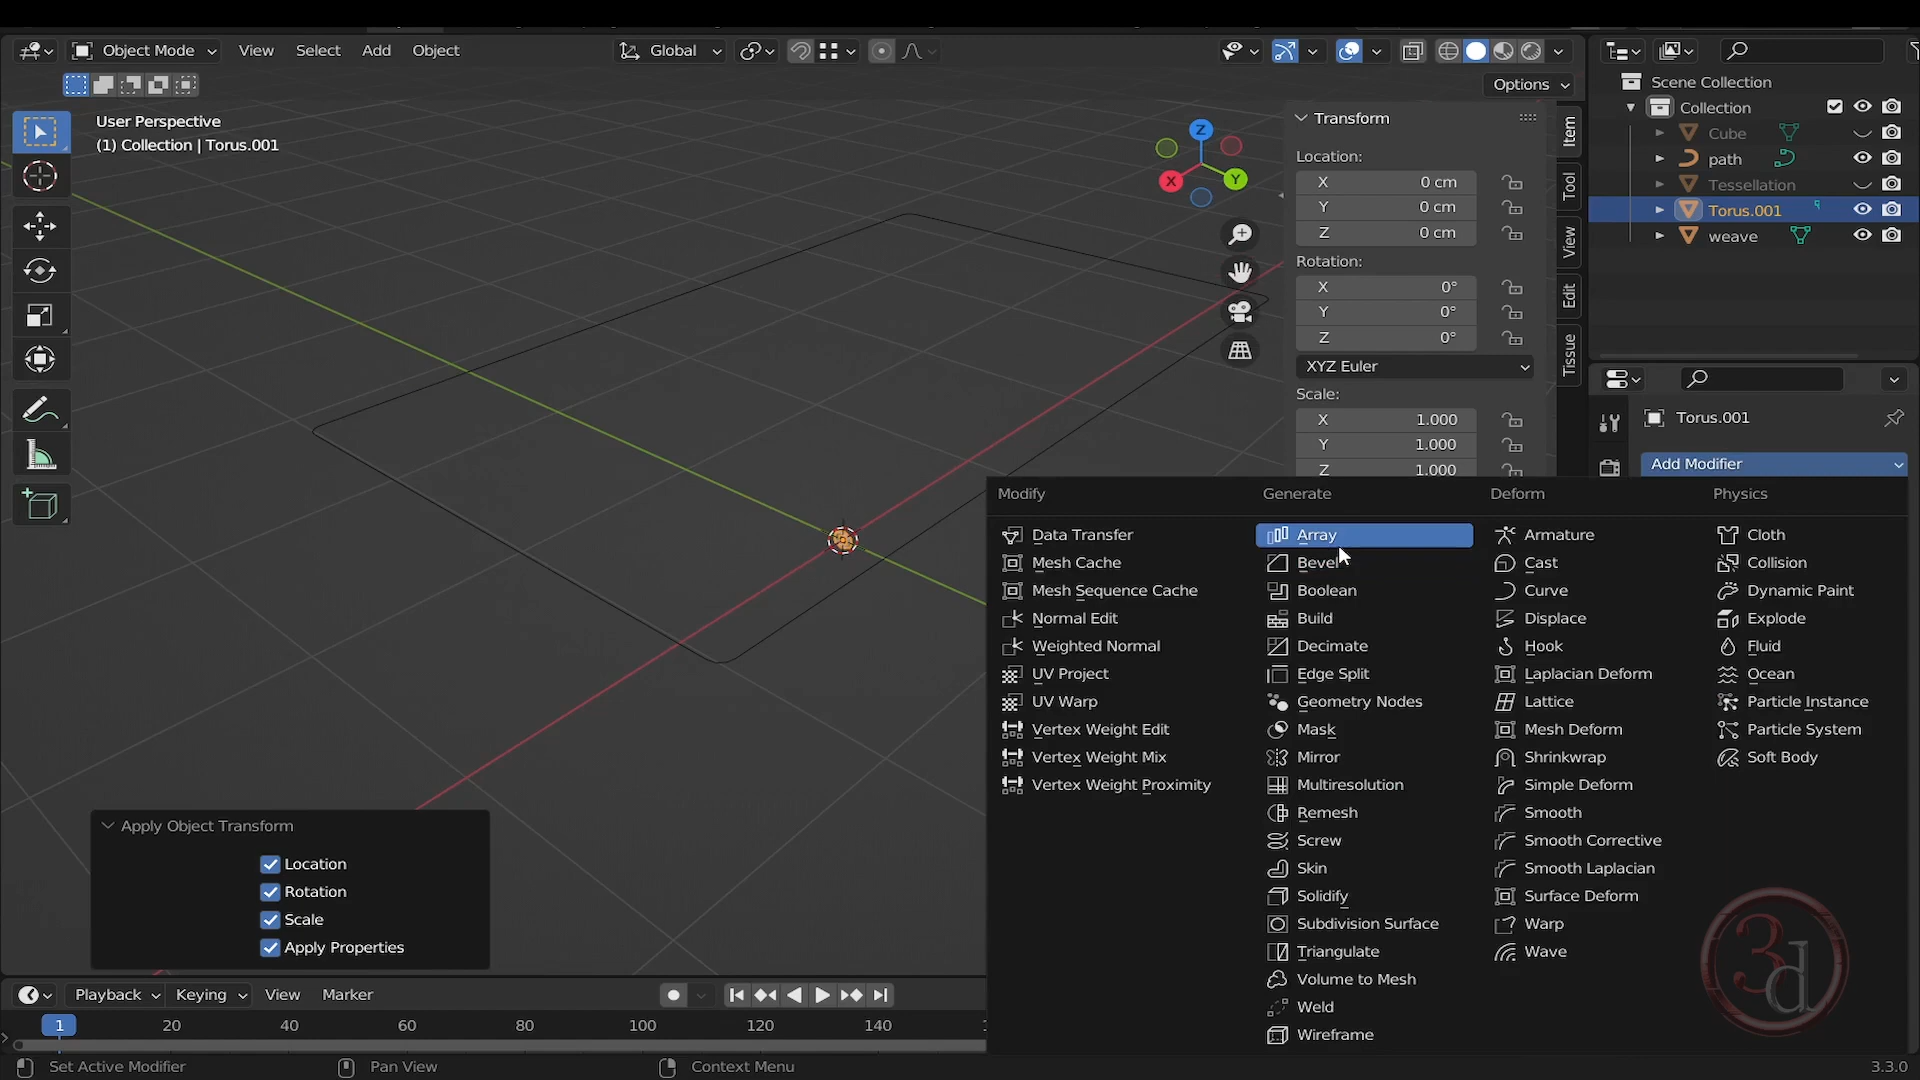 Object Mode View Select Add Object Global
Options
User Perspective
(1) Collection | Torus.001
Z
X
Y
Transform
Location:
X 0 cm
Y 0 cm
Z 0 cm
Rotation:
X 0°
Y 0°
Z 0°
XYZ Euler
Scale:
X 1.000
Y 1.000
Z 1.000
Item
Tool
View
Edit
Tissue
Scene Collection
Collection
Cube
path
Tessellation
Torus.001
weave
Torus.001
Add Modifier
Modify
Data Transfer
Mesh Cache
Mesh Sequence Cache
Normal Edit
Weighted Normal
UV Project
UV Warp
Vertex Weight Edit
Vertex Weight Mix
Vertex Weight Proximity
Generate
Array
Bevel
Boolean
Build
Decimate
Edge Split
Geometry Nodes
Mask
Mirror
Multiresolution
Remesh
Screw
Skin
Solidify
Subdivision Surface
Triangulate
Volume to Mesh
Weld
Wireframe
Deform
Armature
Cast
Curve
Displace
Hook
Laplacian Deform
Lattice
Mesh Deform
Shrinkwrap
Simple Deform
Smooth
Smooth Corrective
Smooth Laplacian
Surface Deform
Warp
Wave
Physics
Cloth
Collision
Dynamic Paint
Explode
Fluid
Ocean
Particle Instance
Particle System
Soft Body
3d
Apply Object Transform
Location
Rotation
Scale
Apply Properties
Playback Keying View Marker
1 20 40 60 80 100 120 140
Set Active Modifier Pan View Context Menu 3.3.0